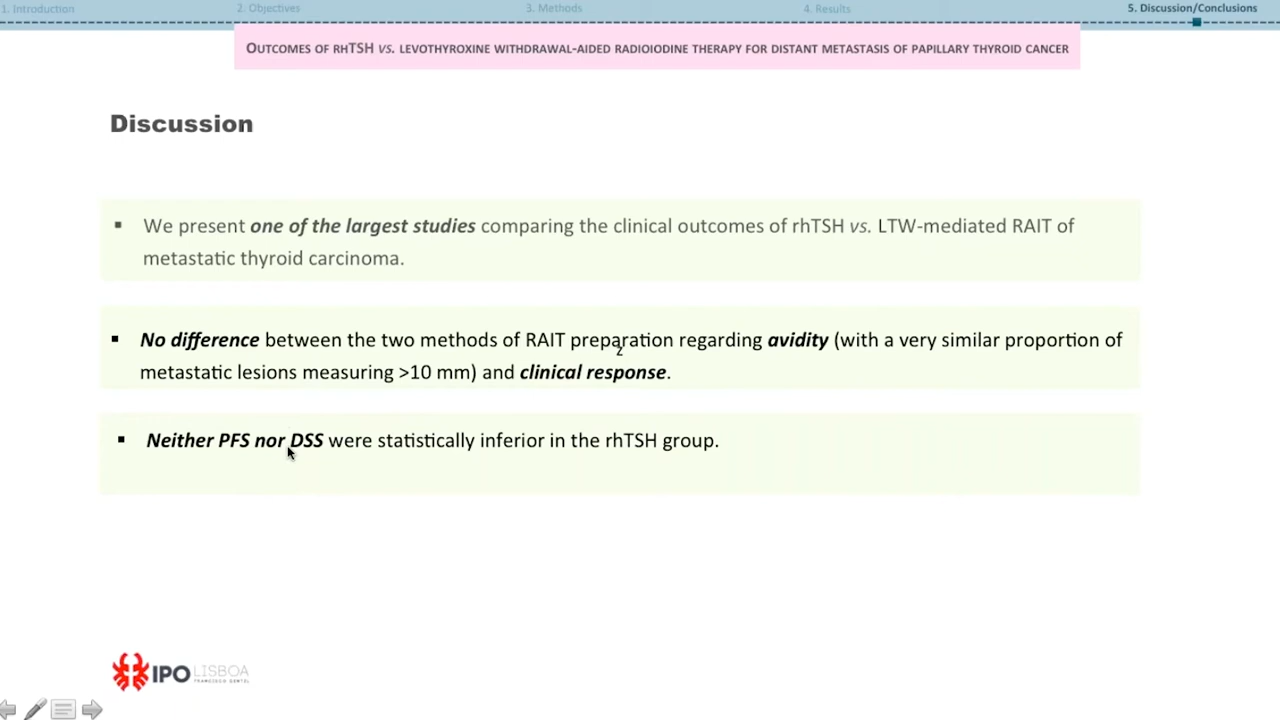 1. Introduction
2. Objectives
3. Methods
4. Results
5. Discussion/Conclusions
Outcomes of rhTSH vs. levothyroxine withdrawal-aided radioiodine therapy for distant metastasis of papillary thyroid cancer
Discussion
▪ We present one of the largest studies comparing the clinical outcomes of rhTSH vs. LTW-mediated RAIT of
metastatic thyroid carcinoma.
▪ No difference between the two methods of RAIT preparation regarding avidity (with a very similar proportion of
2
metastatic lesions measuring >10 mm) and clinical response.
▪ Neither PFS nor DSS were statistically inferior in the rhTSH group.
IPO LISBOA
FRANCISCO GENTIL